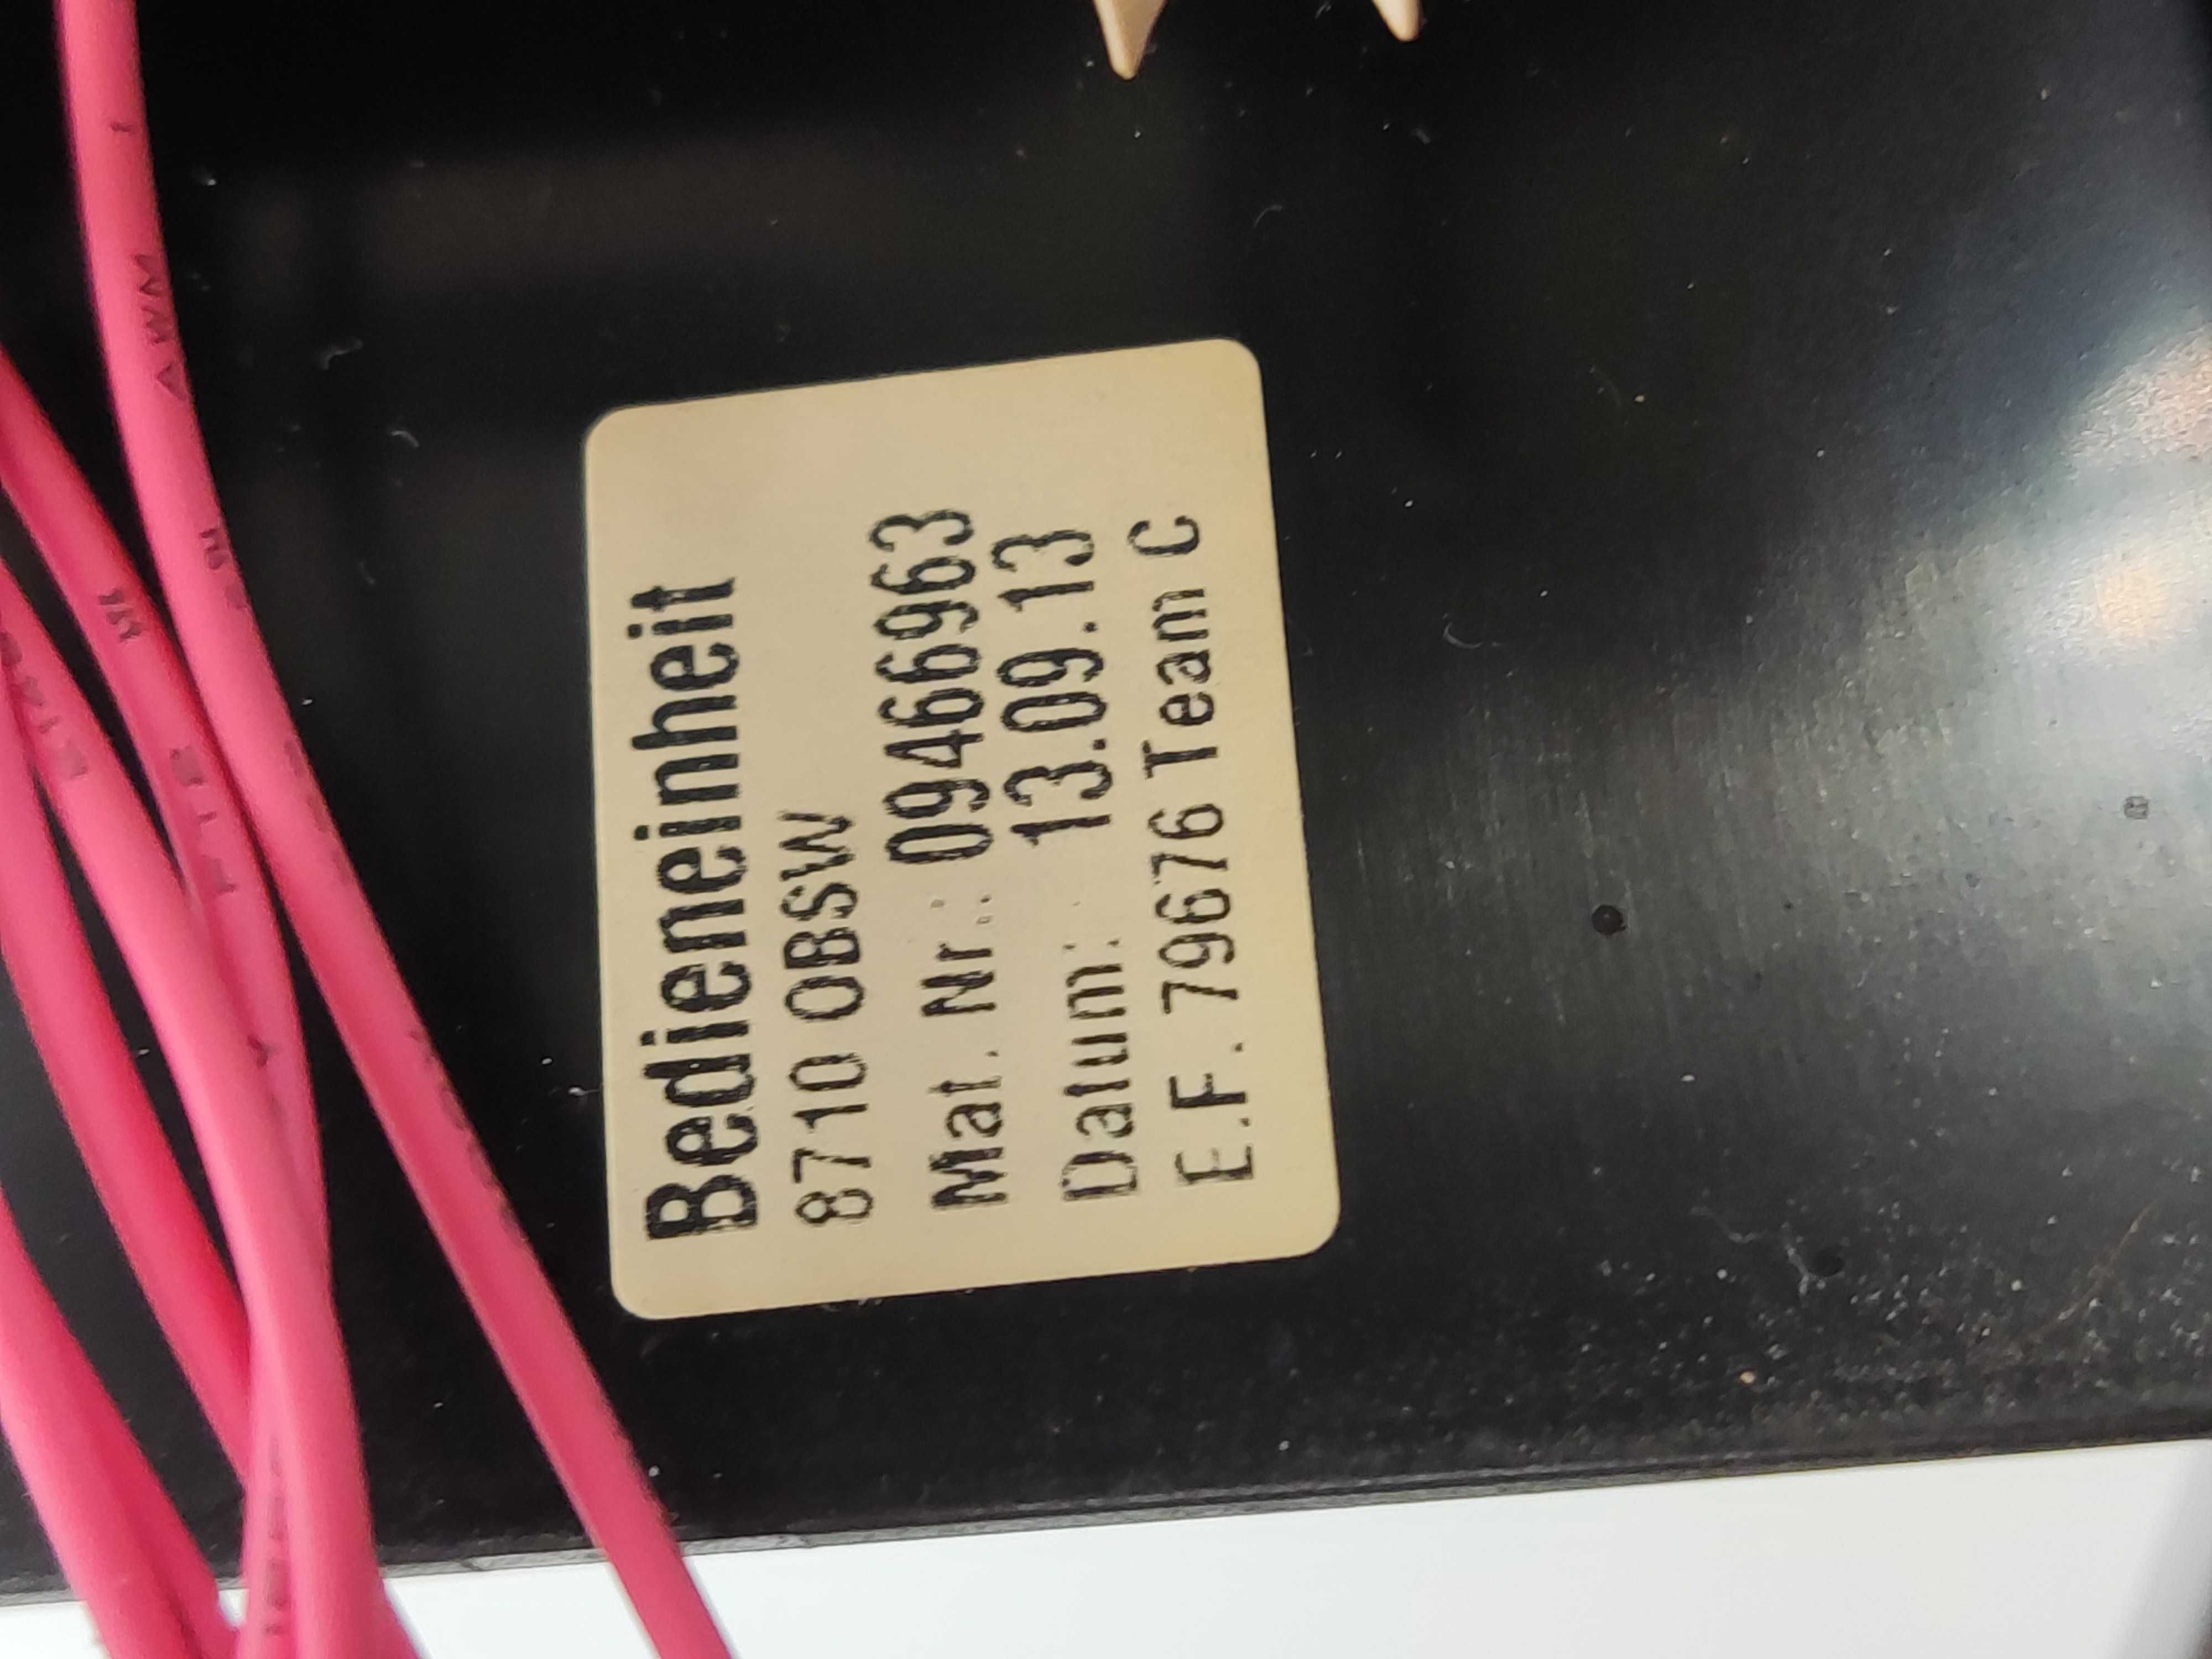 Bedieneinheit
8710 OBSW
Mat. Nr.: 09466963
Datum: 13.09.13
E.F. 79676 Team C